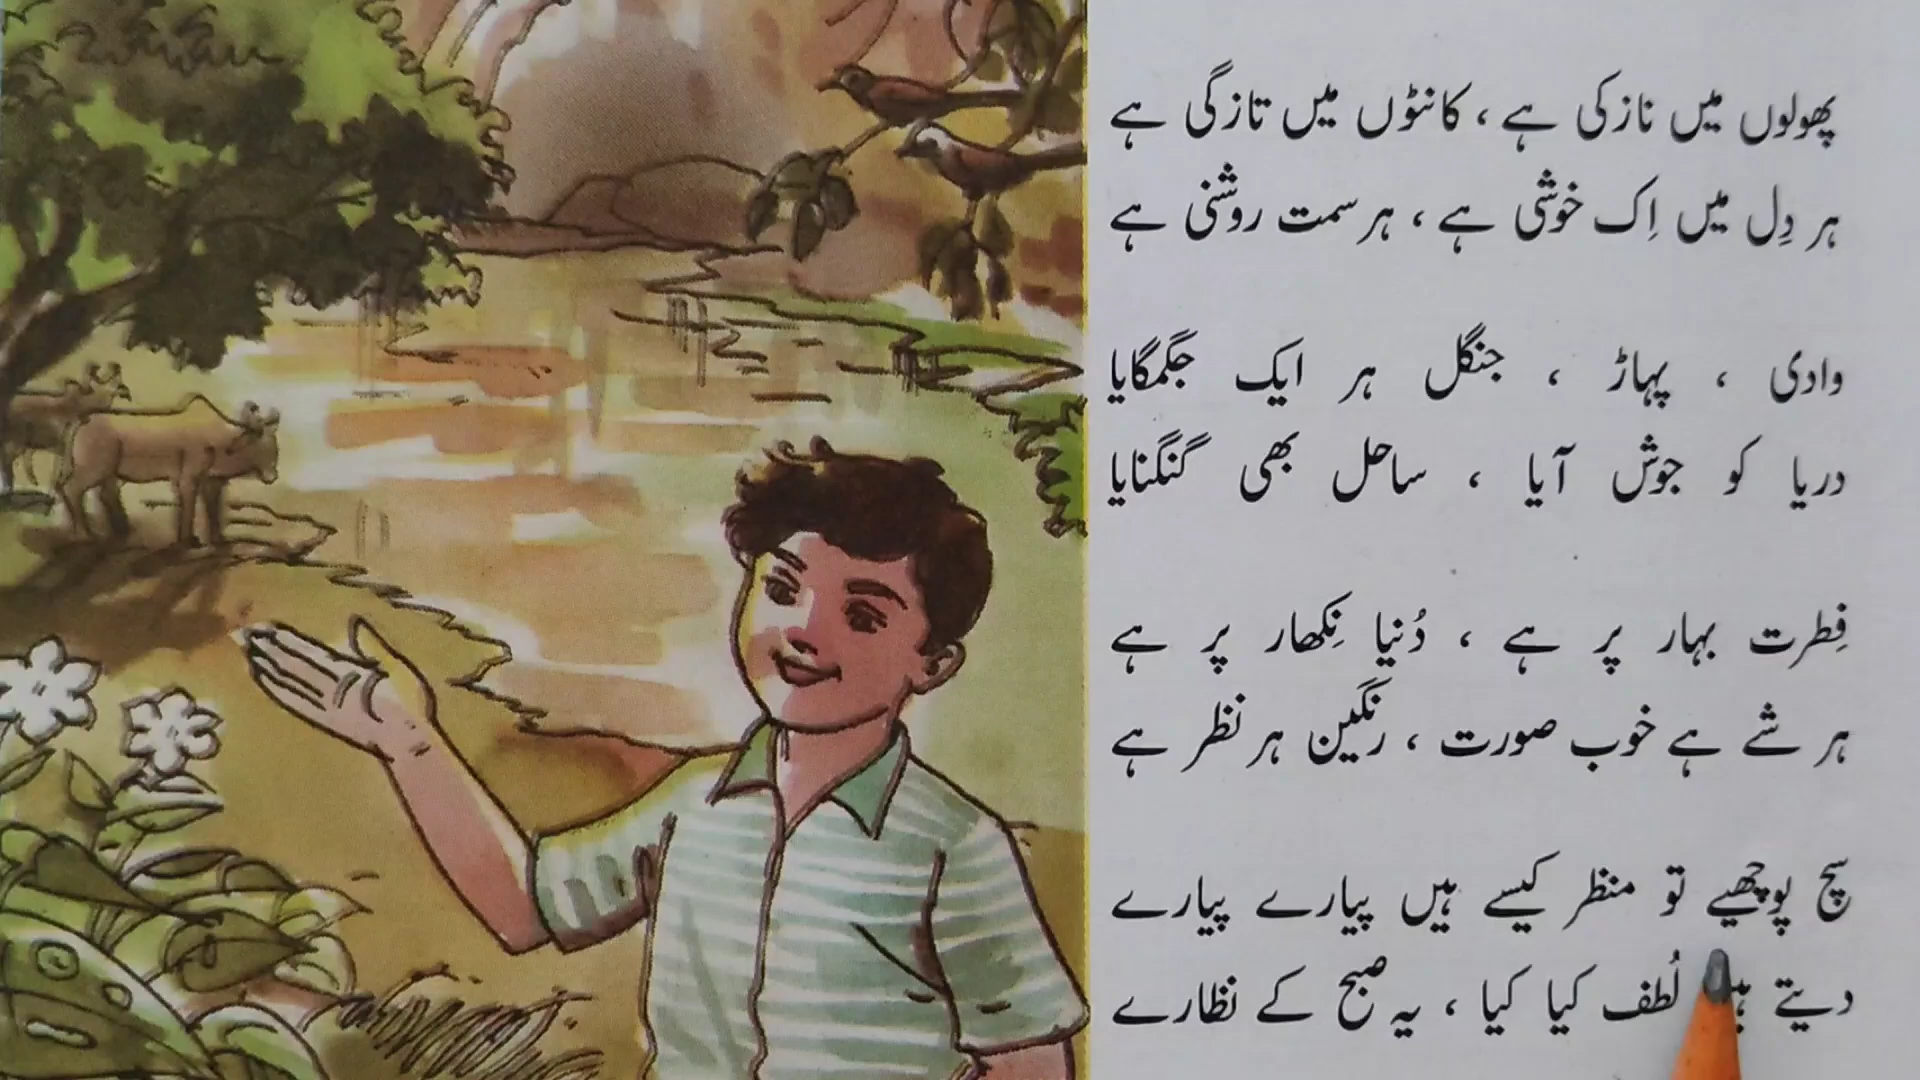 پھولوں میں نازکی ہے ، کانٹوں میں تازگی ہے
ہر دِل میں اِک خوشی ہے ، ہر سمت روشنی ہے
وادی ، پہاڑ ، جنگل ہر ایک جگمگایا
دریا کو جوش آیا ، ساحل بھی گنگنایا
فِطرت بہار پر ہے ، دُنیا نِکھار پر ہے
ہر شے ہے خوب صورت ، رنگین ہر نظر ہے
سچ پوچھیے تو منظر کیسے ہیں پیارے پیارے
دیتے لُطف کیا کیا ، یہ صبح کے نظارے